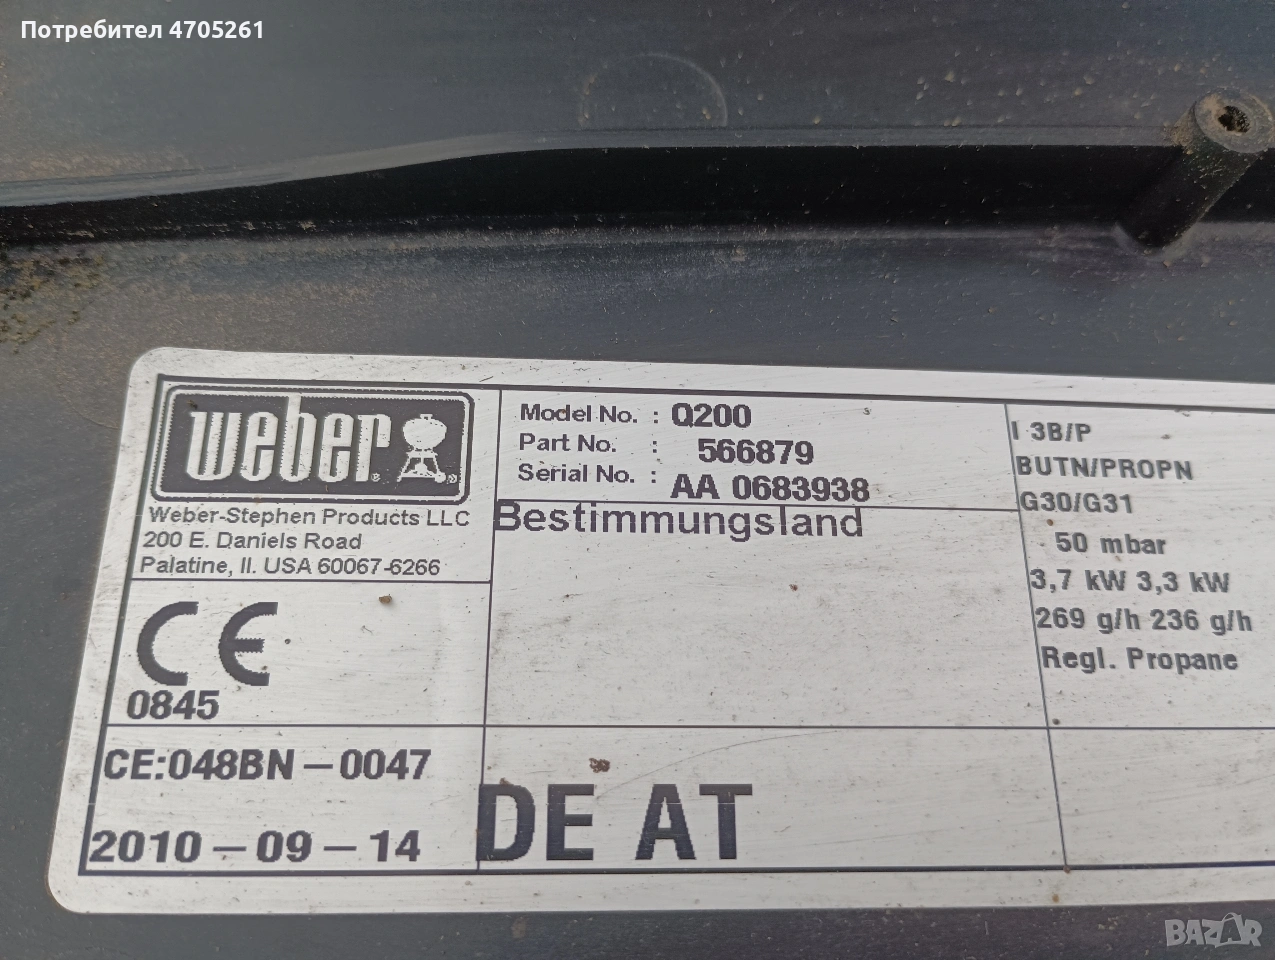 Потребител 4705261
weber
Weber-Stephen Products LLC
200 E. Daniels Road
Palatine, Il. USA 60067-6266
CE
0845
CE:048BN-0047
2010-09-14
Model No. : Q200
Part No. : 566879
Serial No. : AA 0683938
Bestimmungsland
DE AT
I 3B/P
BUTN/PROPN
G30/G31
50 mbar
3,7 kW 3,3 kW
269 g/h 236 g/h
Regl. Propane
BAZAR